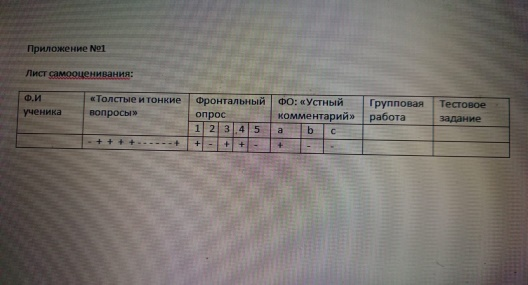 Приложение №1
Лист самооценивания:
Ф.И ученика | «Толстые и тонкие вопросы» | Фронтальный опрос | ФО: «Устный комментарий» | Групповая работа | Тестовое задание
1 2 3 4 5 a b c
- + + + + - - - - - - + + - + + - + - -